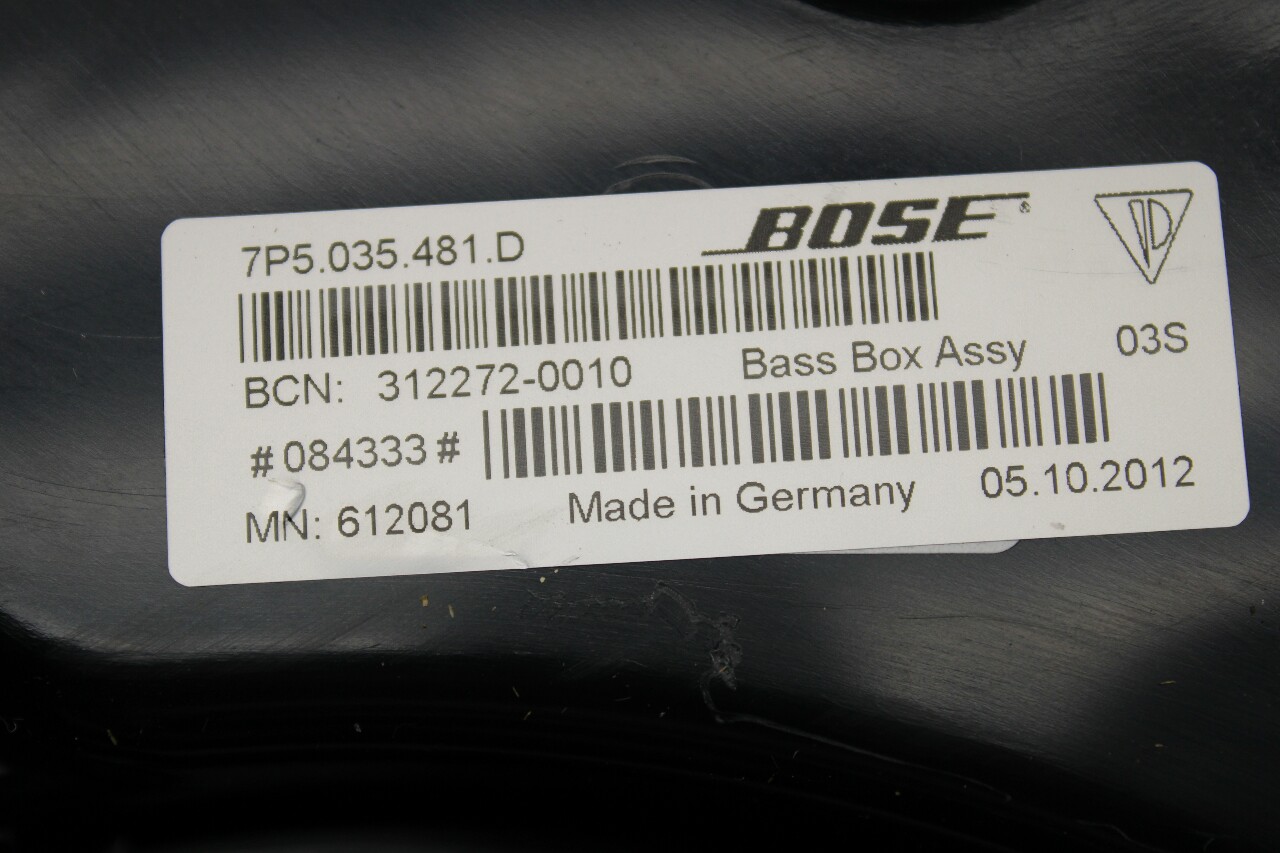 7P5.035.481.D BOSE®
BCN: 312272-0010 Bass Box Assy 03S
#084333#
MN: 612081 Made in Germany 05.10.2012